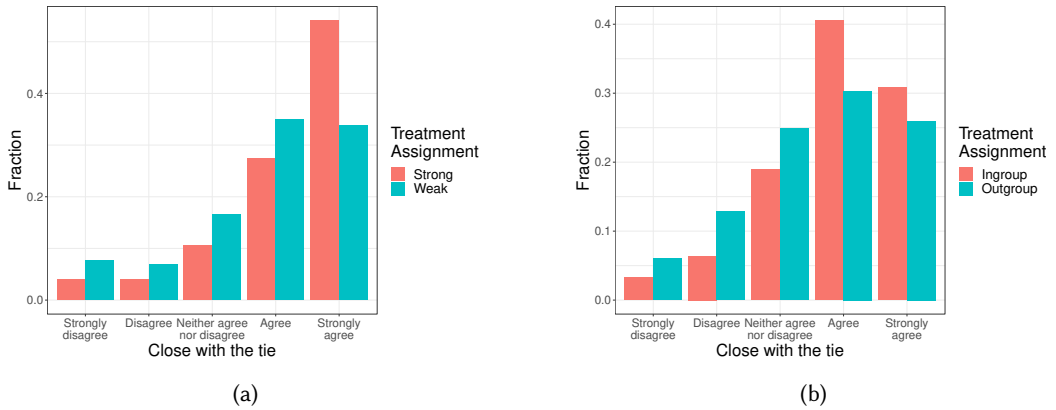 0.4
0.2
0.0
Fraction
Strongly disagree
Disagree
Neither agree nor disagree
Agree
Strongly agree
Close with the tie
Treatment
Assignment
Strong
Weak
(a)
0.4
0.3
0.2
0.1
0.0
Fraction
Strongly disagree
Disagree
Neither agree nor disagree
Agree
Strongly agree
Close with the tie
Treatment
Assignment
Ingroup
Outgroup
(b)